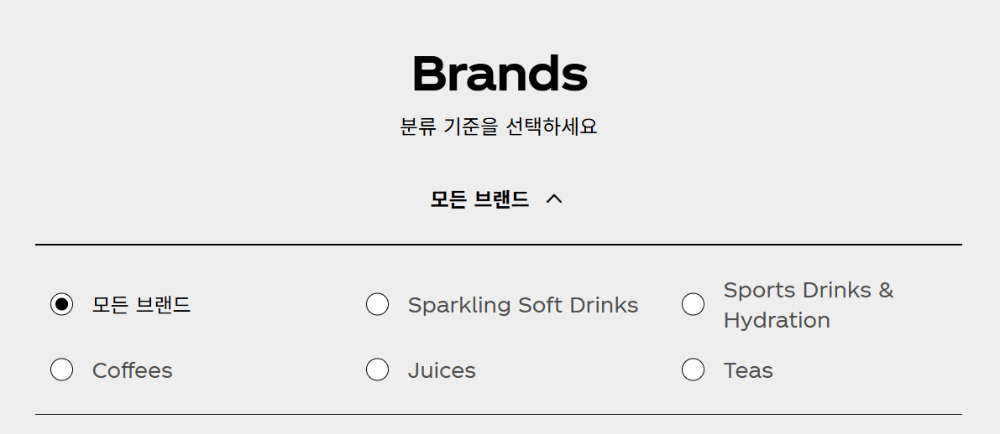 Brands
분류 기준을 선택하세요
모든 브랜드
모든 브랜드
Sparkling Soft Drinks
Sports Drinks &
Hydration
Coffees
Juices
Teas